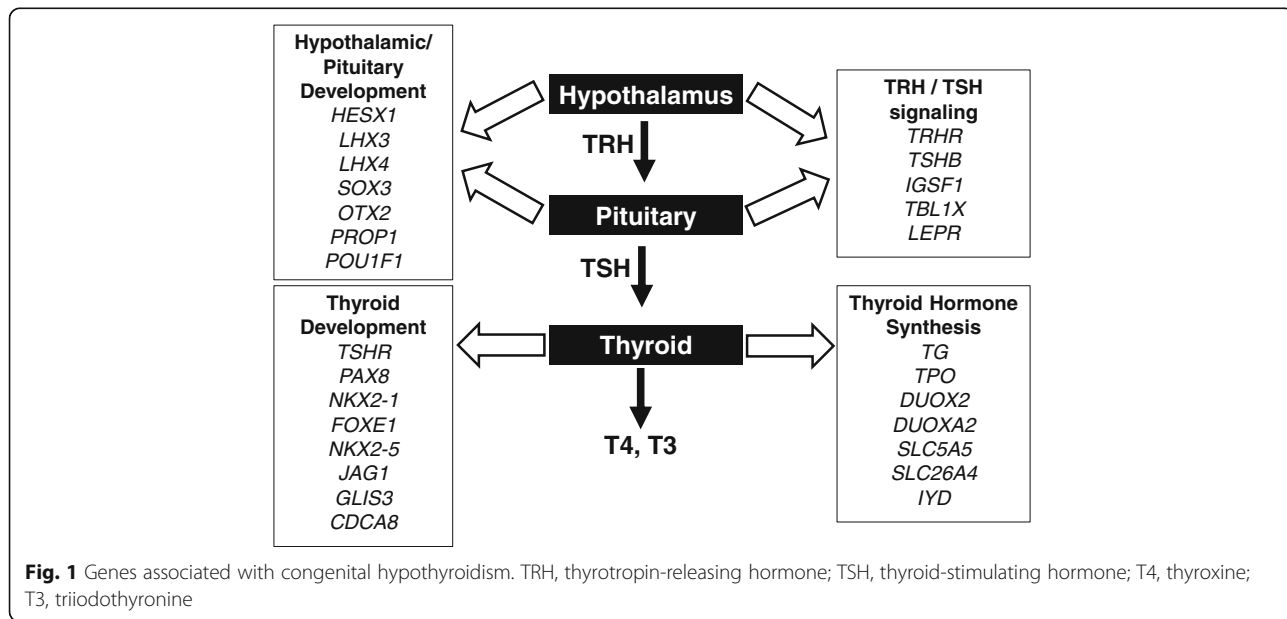 Hypothalamic/
Pituitary
Development
HESX1
LHX3
LHX4
SOX3
OTX2
PROP1
POU1F1
Hypothalamus
TRH
Pituitary
TSH
TRH / TSH
signaling
TRHR
TSHB
IGSF1
TBL1X
LEPR
Thyroid
Development
TSHR
PAX8
NKX2-1
FOXE1
NKX2-5
JAG1
GLIS3
CDCA8
Thyroid
T4, T3
Thyroid Hormone
Synthesis
TG
TPO
DUOX2
DUOXA2
SLC5A5
SLC26A4
IYD
Fig. 1 Genes associated with congenital hypothyroidism. TRH, thyrotropin-releasing hormone; TSH, thyroid-stimulating hormone; T4, thyroxine;
T3, triiodothyronine